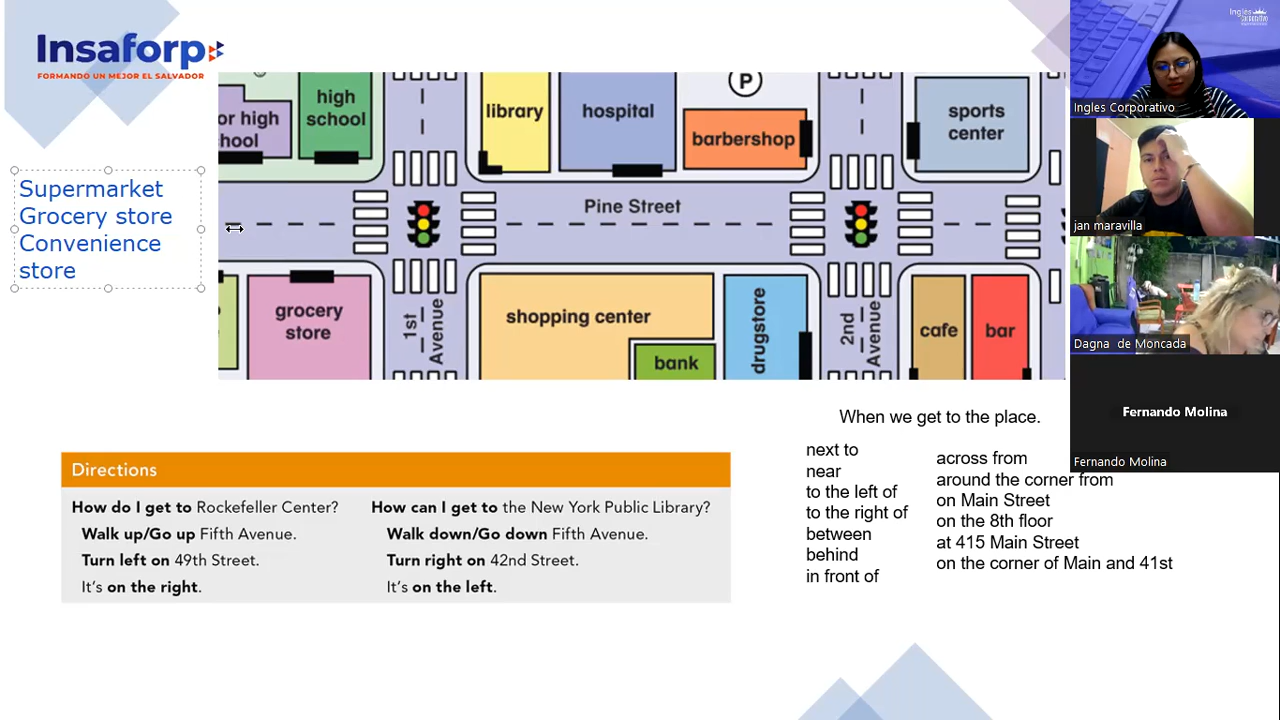 Insaforp
FORMANDO UN MEJOR EL SALVADOR
Supermarket
Grocery store
Convenience
store
or high
hool
high
school
library
hospital
P
barbershop
sports
center
Pine Street
grocery
store
1st
Avenue
shopping center
bank
drugstore
2nd
Avenue
cafe
bar
Directions
How do I get to Rockefeller Center?
Walk up/Go up Fifth Avenue.
Turn left on 49th Street.
It's on the right.
How can I get to the New York Public Library?
Walk down/Go down Fifth Avenue.
Turn right on 42nd Street.
It's on the left.
When we get to the place.
next to
near
to the left of
to the right of
between
behind
in front of
across from
around the corner from
on Main Street
on the 8th floor
at 415 Main Street
on the corner of Main and 41st
Ingles Corporativo
jan maravilla
Dagna de Moncada
Fernando Molina
Fernando Molina